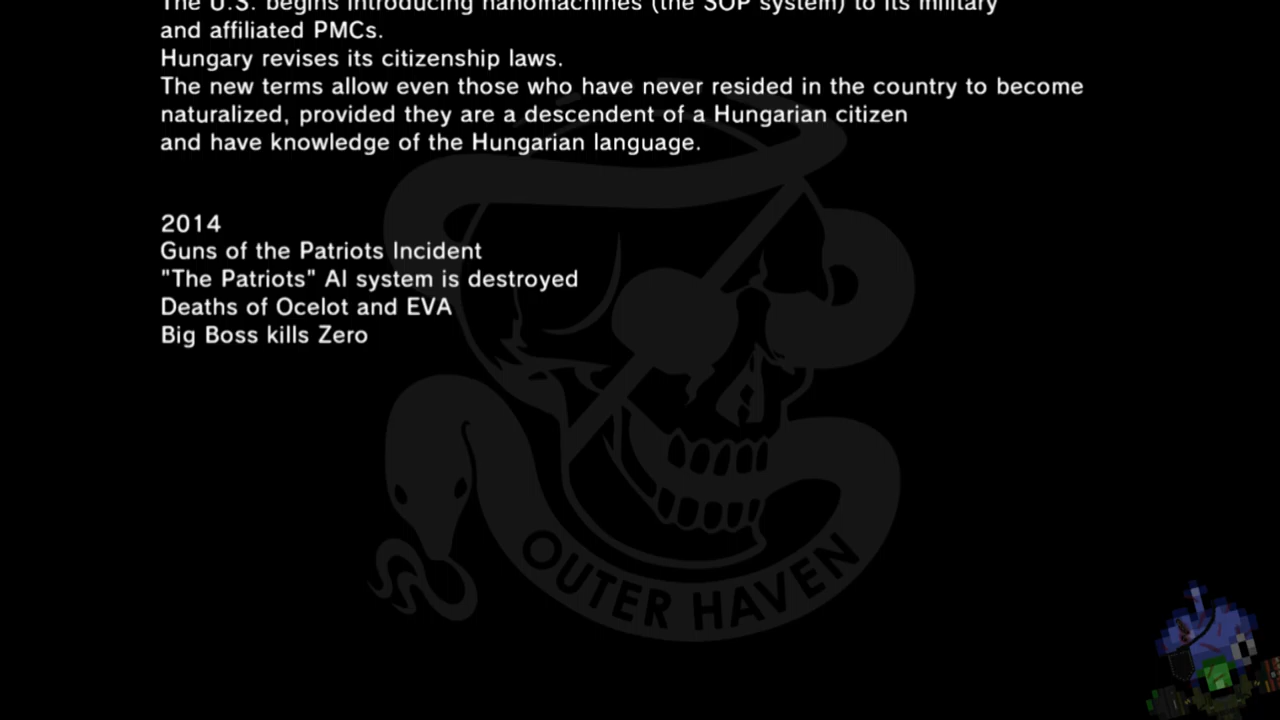 The U.S. begins introducing nanomachines (the SOP system) to its military
and affiliated PMCs.
Hungary revises its citizenship laws.
The new terms allow even those who have never resided in the country to become
naturalized, provided they are a descendent of a Hungarian citizen
and have knowledge of the Hungarian language.
2014
Guns of the Patriots Incident
"The Patriots" AI system is destroyed
Deaths of Ocelot and EVA
Big Boss kills Zero
OUTER HAVEN